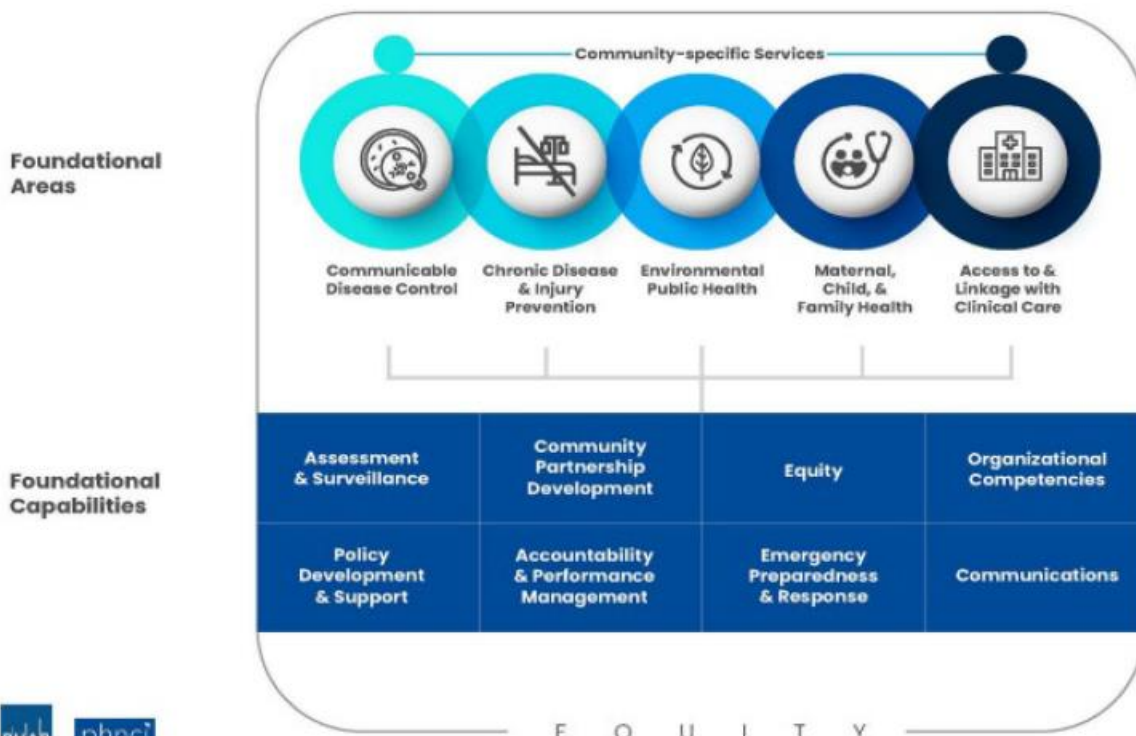 Community-specific Services
Foundational
Areas
Communicable
Disease Control
Chronic Disease
& Injury
Prevention
Environmental
Public Health
Maternal,
Child, &
Family Health
Access to &
Linkage with
Clinical Care
Foundational
Capabilities
Assessment
& Surveillance
Community
Partnership
Development
Equity
Organizational
Competencies
Policy
Development
& Support
Accountability
& Performance
Management
Emergency
Preparedness
& Response
Communications
phnci
E Q U I T Y